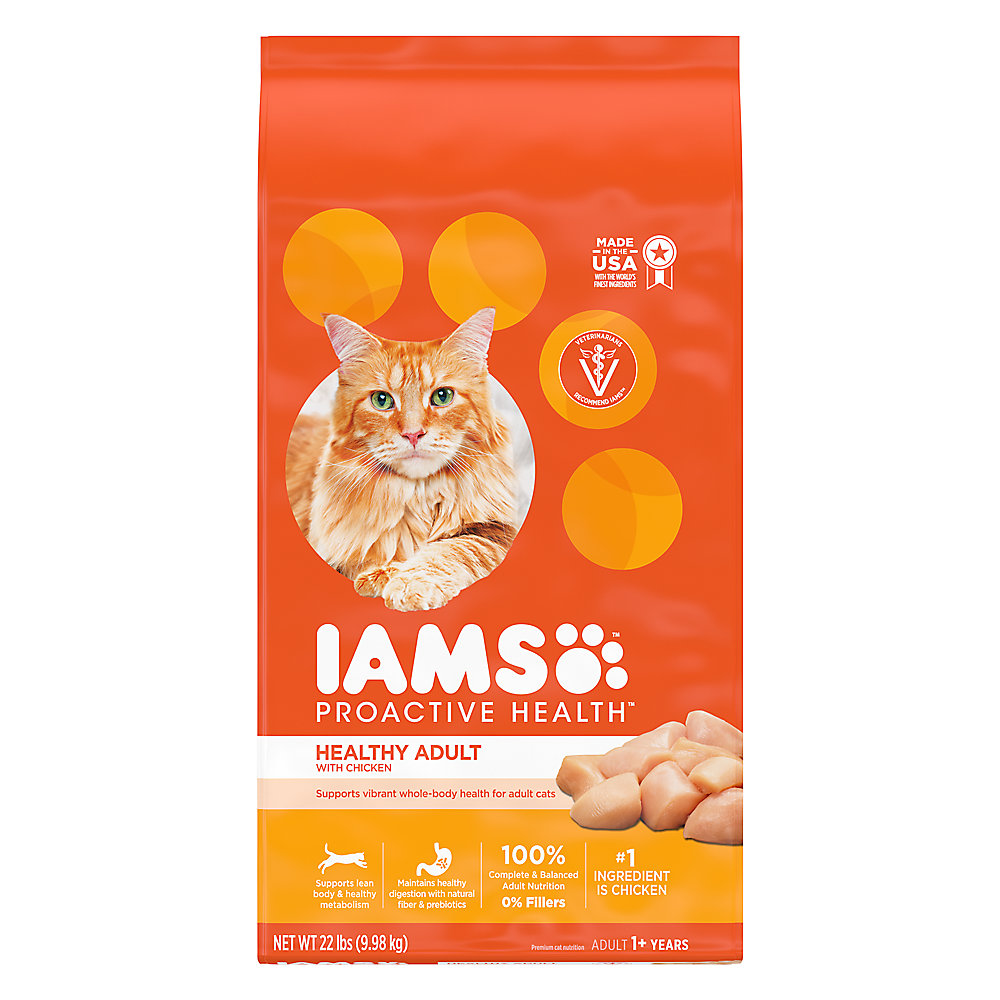 MADE
IN THE
USA
WITH THE WORLD'S
FINEST INGREDIENTS
VETERINARIANS
V
RECOMMEND IAMS™
IAMS™
PROACTIVE HEALTH™
HEALTHY ADULT
WITH CHICKEN
Supports vibrant whole-body health for adult cats
Supports lean
body & healthy
metabolism
Maintains healthy
digestion with natural
fiber & prebiotics
100%
Complete & Balanced
Adult Nutrition
0% Fillers
#1
INGREDIENT
IS CHICKEN
NET WT 22 lbs (9.98 kg)
Premium cat nutrition
ADULT 1+ YEARS